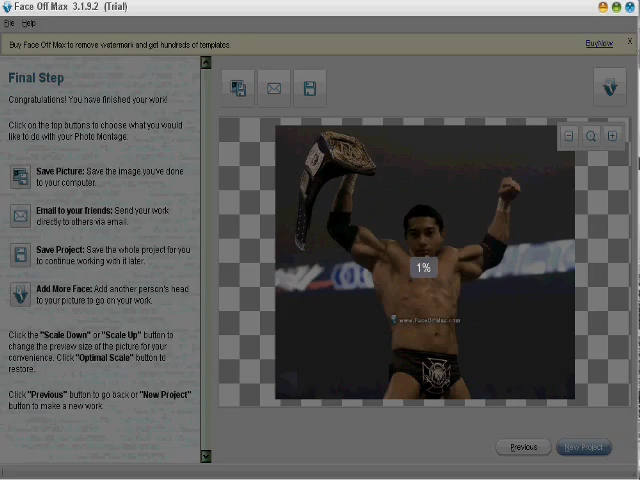 Face Off Max 3.1.9.2 (Trial)
File Help
Buy Face Off Max to remove watermark and get hundreds of templates.
BuyNow X
Final Step
Congratulations! You have finished your work!
Click on the top buttons to choose what you would
like to do with your Photo Montage:
Save Picture: Save the image you've done
to your computer.
Email to your friends: Send your work
directly to others via email.
Save Project: Save the whole project for you
to continue working with it later.
Add More Face: Add another person's head
to your picture to go on your work.
Click the "Scale Down" or "Scale Up" button to
change the preview size of the picture for your
convenience. Click "Optimal Scale" button to
restore.
Click "Previous" button to go back or "New Project"
button to make a new work.
1%
www.FaceOffMax.com
Previous
New Project